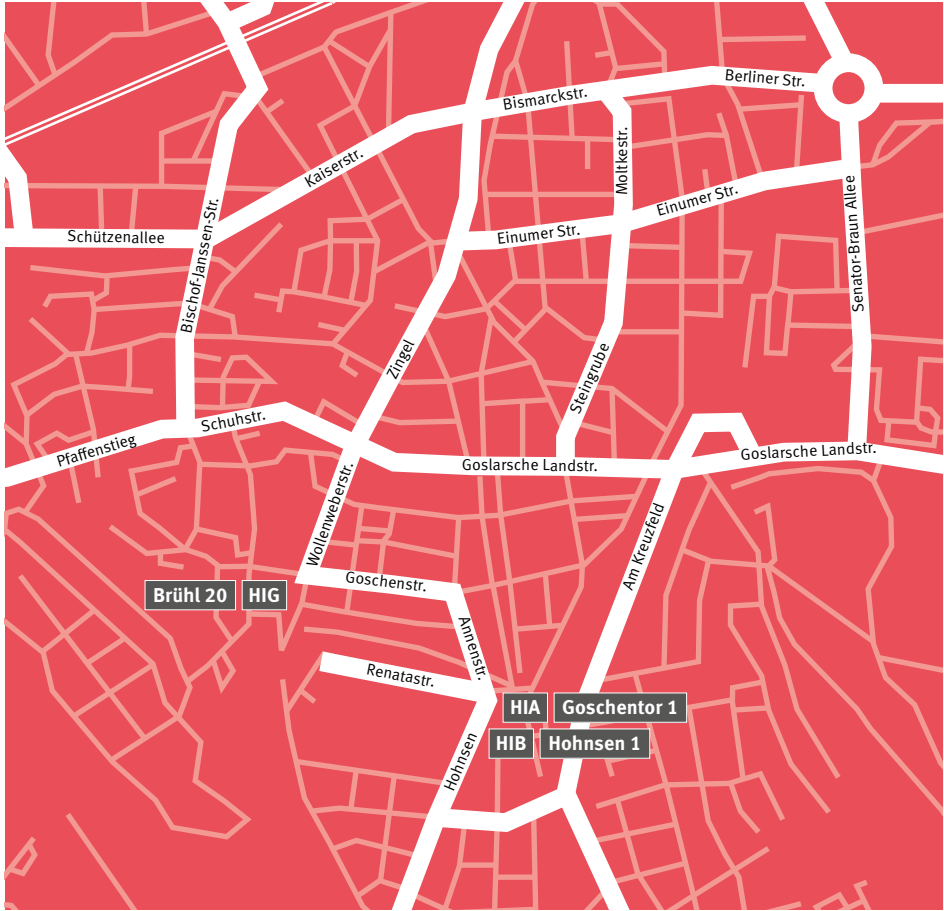 Berliner Str.
Bismarckstr.
Kaiserstr.
Moltkestr.
Einumer Str.
Einumer Str.
Schützenallee
Bischof-Janssen-Str.
Senator-Braun Allee
Zingel
Steingrube
Schuhstr.
Pfaffenstieg
Goslarsche Landstr.
Goslarsche Landstr.
Wollenweberstr.
Am Kreuzfeld
Goschenstr.
Brühl 20 HIG
Annenstr.
Renatastr.
HIA Goschentor 1
HIB Hohnsen 1
Hohnsen